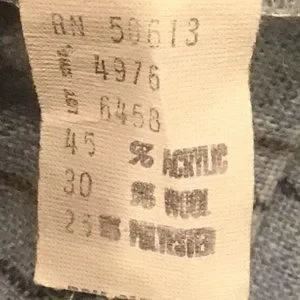 RN 50613
4976
6458
45 % ACRYLIC
30 % WOOL
25 % POLYESTER